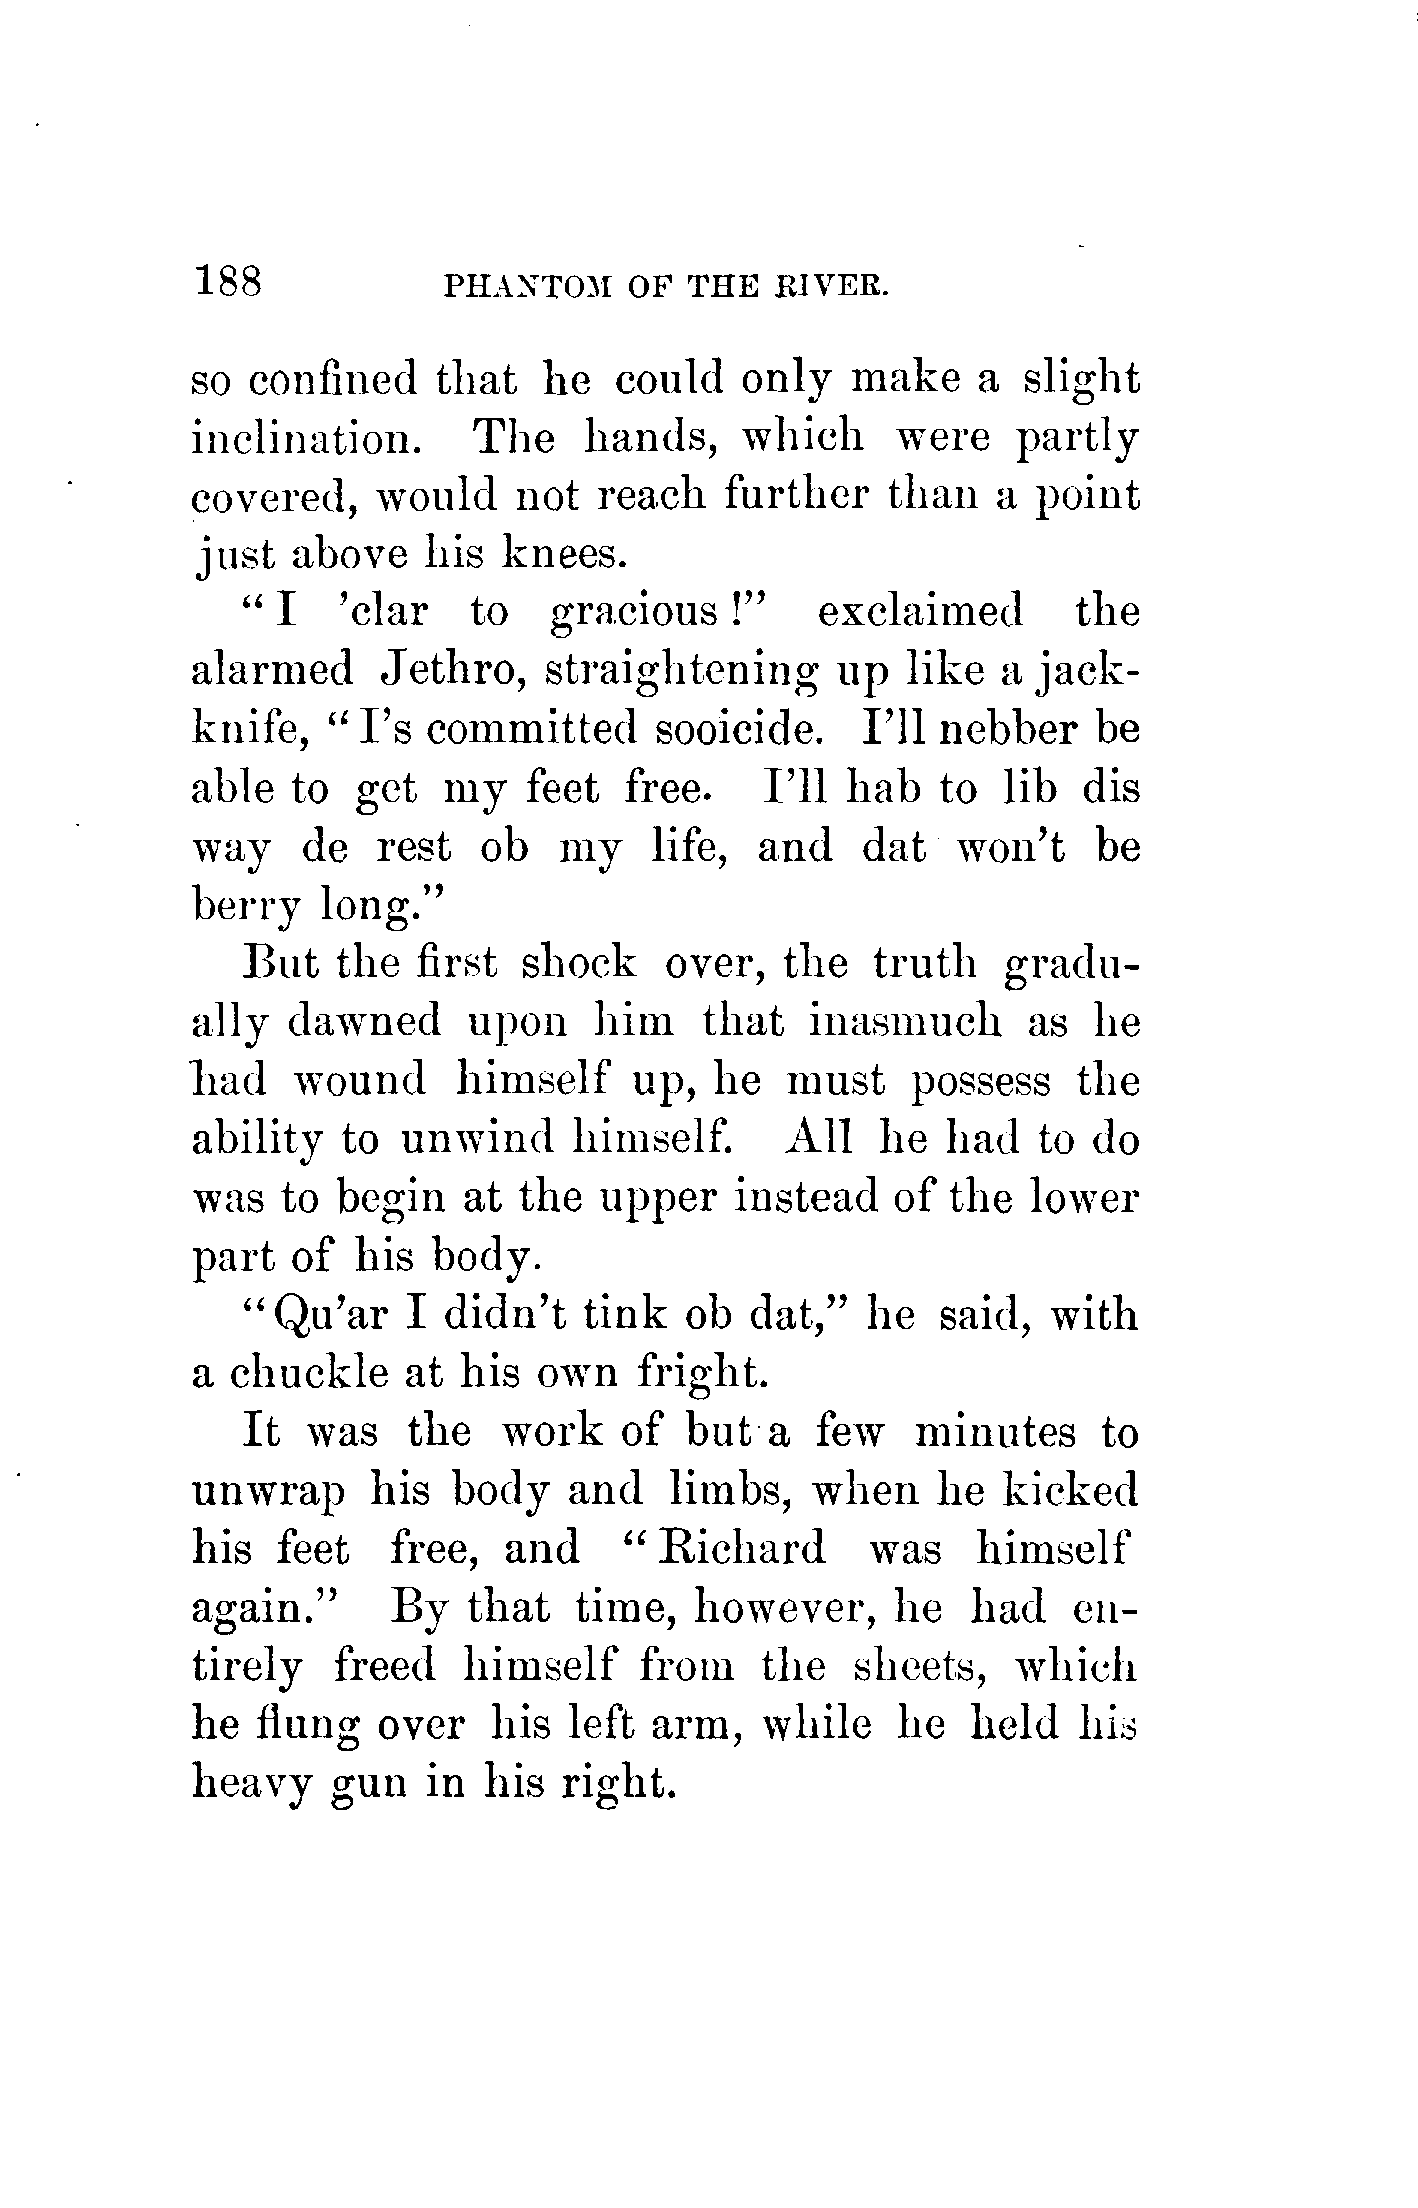 188 PHANTOM OF THE RIVER.
so confined that he could only make a slight
inclination. The hands, which were partly
covered, would not reach further than a point
just above his knees.
“I ’clar to gracious!” exclaimed the
alarmed Jethro, straightening up like a jack-
knife, “I’s committed sooicide. I’ll nebber be
able to get my feet free. I’ll hab to lib dis
way de rest ob my life, and dat won’t be
berry long.”
But the first shock over, the truth gradu-
ally dawned upon him that inasmuch as he
had wound himself up, he must possess the
ability to unwind himself. All he had to do
was to begin at the upper instead of the lower
part of his body.
“Qu’ar I didn’t tink ob dat,” he said, with
a chuckle at his own fright.
It was the work of but a few minutes to
unwrap his body and limbs, when he kicked
his feet free, and “Richard was himself
again.” By that time, however, he had en-
tirely freed himself from the sheets, which
he flung over his left arm, while he held his
heavy gun in his right.